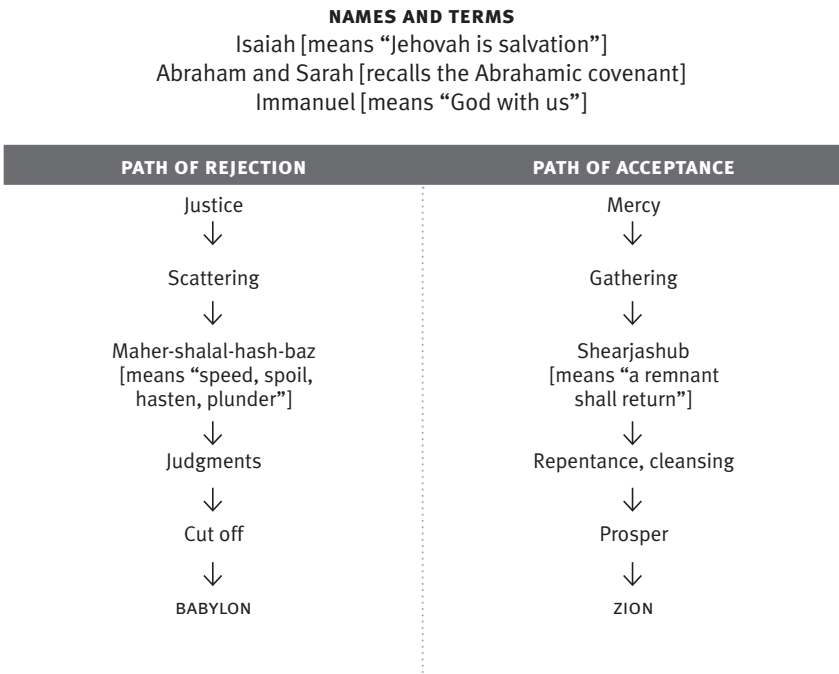 NAMES AND TERMS
Isaiah [means “Jehovah is salvation”]
Abraham and Sarah [recalls the Abrahamic covenant]
Immanuel [means “God with us”]
PATH OF REJECTION
Justice
Scattering
Maher-shalal-hash-baz
[means “speed, spoil,
hasten, plunder”]
Judgments
Cut off
BABYLON
PATH OF ACCEPTANCE
Mercy
Gathering
Shearjashub
[means “a remnant
shall return”]
Repentance, cleansing
Prosper
ZION